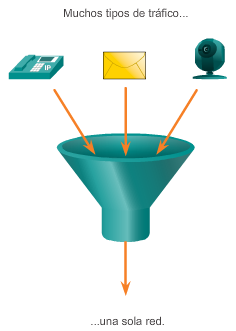 Muchos tipos de tráfico...
IP
...una sola red.